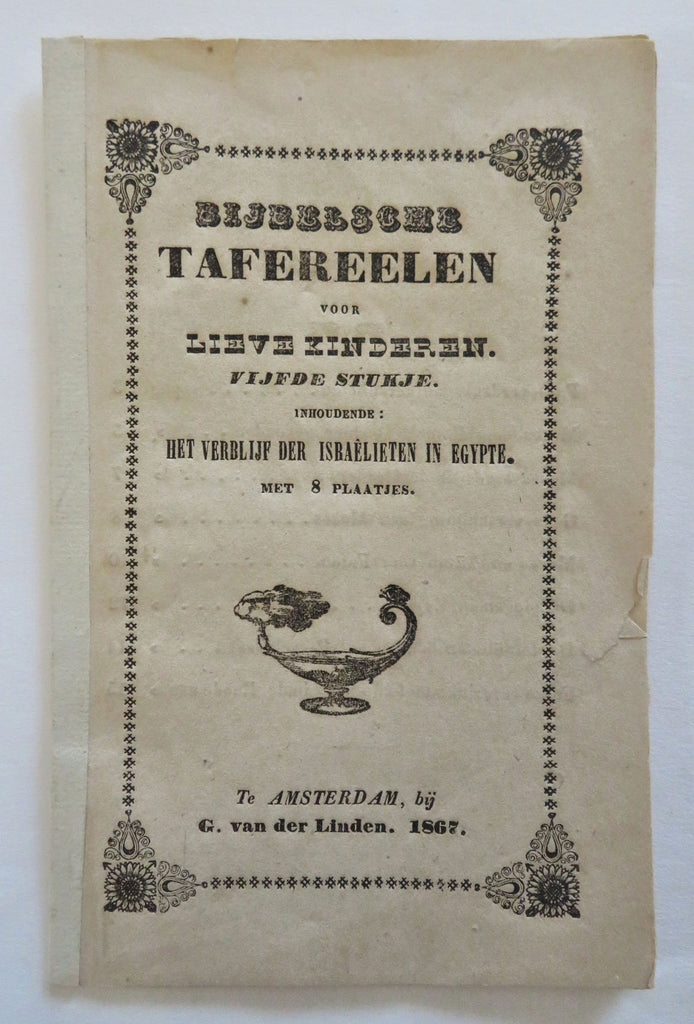 BIJBELSCHE
TAFEREELEN
VOOR
LIEVE KINDEREN.
VIJFDE STUKJE.
INHOUDENDE:
HET VERBLIJF DER ISRAËLIETEN IN EGYPTE.
MET 8 PLAATJES.
Te AMSTERDAM, bij
G. van der Linden. 1867.